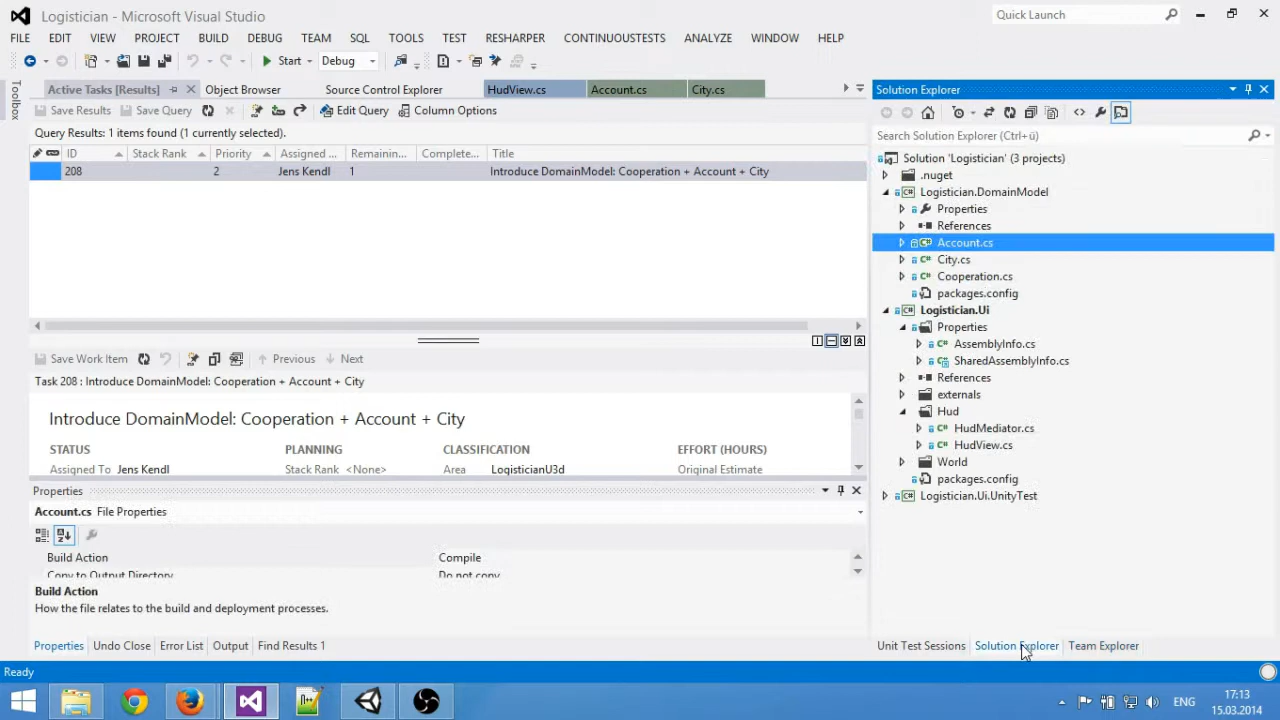 Logistician - Microsoft Visual Studio
Quick Launch
FILE EDIT VIEW PROJECT BUILD DEBUG TEAM SQL TOOLS TEST RESHARPER CONTINUOUSTESTS ANALYZE WINDOW HELP
Start Debug
Toolbox
Active Tasks [Results] Object Browser Source Control Explorer HudView.cs Account.cs City.cs
Save Results Save Query Edit Query Column Options
Query Results: 1 items found (1 currently selected).
ID Stack Rank Priority Assigned ... Remainin... Complete... Title
208 2 Jens Kendl 1 Introduce DomainModel: Cooperation + Account + City
Save Work Item Previous Next
Task 208 : Introduce DomainModel: Cooperation + Account + City
Introduce DomainModel: Cooperation + Account + City
STATUS PLANNING CLASSIFICATION EFFORT (HOURS)
Assigned To Jens Kendl Stack Rank <None> Area LogisticianU3d Original Estimate
Properties
Account.cs File Properties
Build Action Compile
Copy to Output Directory Do not copy
Build Action
How the file relates to the build and deployment processes.
Properties Undo Close Error List Output Find Results 1
Solution Explorer
Search Solution Explorer (Ctrl+ü)
Solution 'Logistician' (3 projects)
.nuget
Logistician.DomainModel
Properties
References
Account.cs
City.cs
Cooperation.cs
packages.config
Logistician.Ui
Properties
AssemblyInfo.cs
SharedAssemblyInfo.cs
References
externals
Hud
HudMediator.cs
HudView.cs
World
packages.config
Logistician.Ui.UnityTest
Unit Test Sessions Solution Explorer Team Explorer
Ready
ENG
17:13
15.03.2014